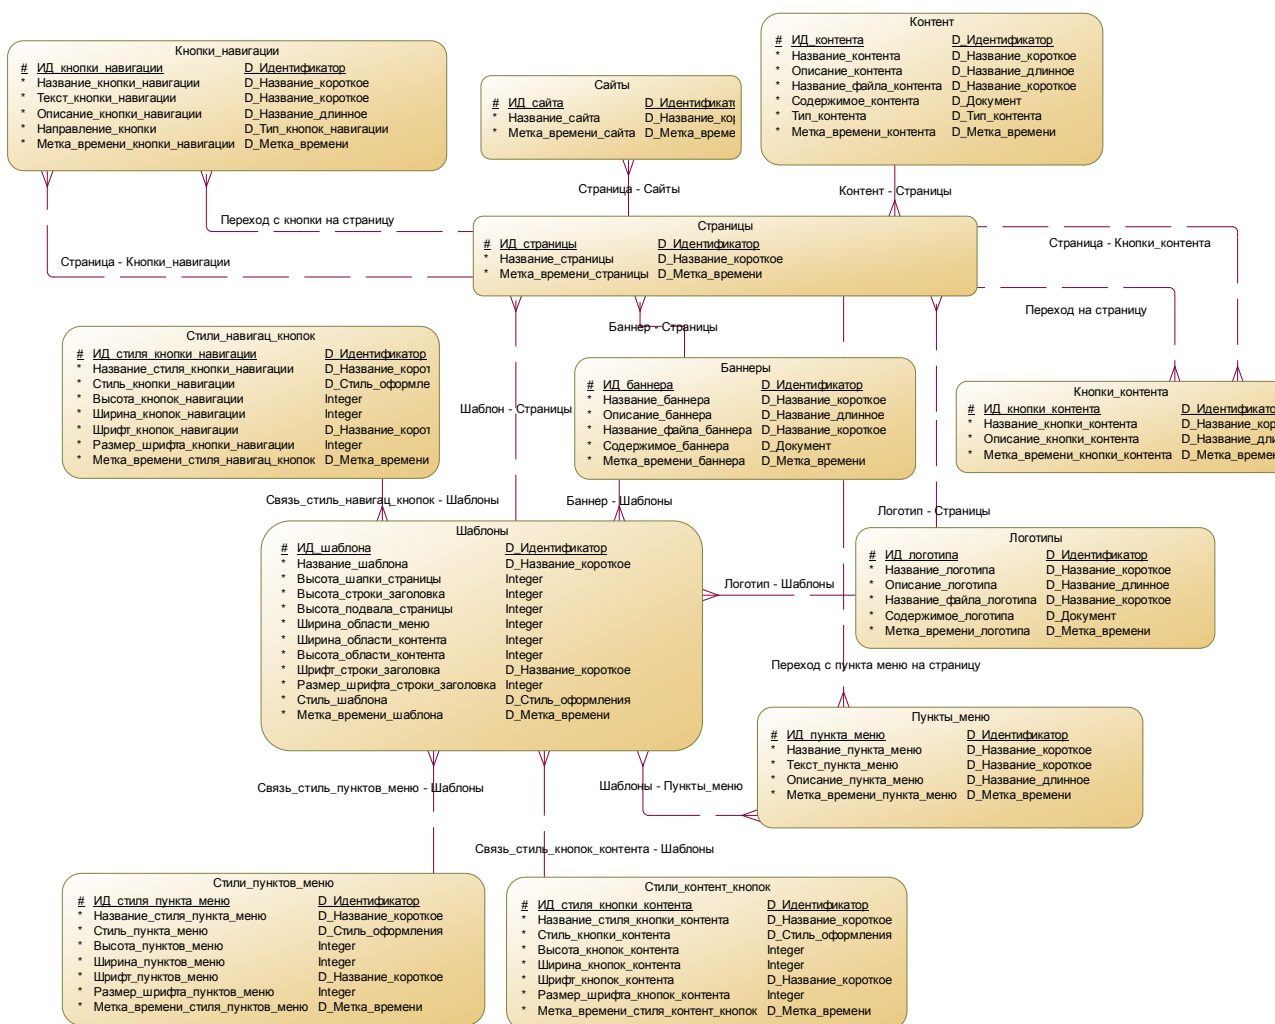 Кнопки_навигации
# ИД_кнопки_навигации D_Идентификатор
* Название_кнопки_навигации D_Название_короткое
* Текст_кнопки_навигации D_Название_короткое
* Описание_кнопки_навигации D_Название_длинное
* Направление_кнопки D_Тип_кнопок_навигации
* Метка_времени_кнопки_навигации D_Метка_времени
Сайты
# ИД_сайта D_Идентификат
* Название_сайта D_Название_кор
* Метка_времени_сайта D_Метка_време
Контент
# ИД_контента D_Идентификатор
* Название_контента D_Название_короткое
* Описание_контента D_Название_длинное
* Название_файла_контента D_Название_короткое
* Содержимое_контента D_Документ
* Тип_контента D_Тип_контента
* Метка_времени_контента D_Метка_времени
Страница - Сайты
Контент - Страницы
Переход с кнопки на страницу
Страница - Кнопки_навигации
Страница - Кнопки_контента
Страницы
# ИД_страницы D_Идентификатор
* Название_страницы D_Название_короткое
* Метка_времени_страницы D_Метка_времени
Переход на страницу
Баннер - Страницы
Стили_навигац_кнопок
# ИД_стиля_кнопки_навигации D_Идентификатор
* Название_стиля_кнопки_навигации D_Название_корот
* Стиль_кнопки_навигации D_Стиль_оформле
* Высота_кнопок_навигации Integer
* Ширина_кнопок_навигации Integer
* Шрифт_кнопок_навигации D_Название_корот
* Размер_шрифта_кнопки_навигации Integer
* Метка_времени_стиля_навигац_кнопок D_Метка_времени
Шаблон - Страницы
Баннеры
# ИД_баннера D_Идентификатор
* Название_баннера D_Название_короткое
* Описание_баннера D_Название_длинное
* Название_файла_баннера D_Название_короткое
* Содержимое_баннера D_Документ
* Метка_времени_баннера D_Метка_времени
Кнопки_контента
# ИД_кнопки_контента D_Идентификато
* Название_кнопки_контента D_Название_кор
* Описание_кнопки_контента D_Название_дли
* Метка_времени_кнопки_контента D_Метка_времен
Связь_стиль_навигац_кнопок - Шаблоны
Баннер - Шаблоны
Логотип - Страницы
Шаблоны
# ИД_шаблона D_Идентификатор
* Название_шаблона D_Название_короткое
* Высота_шапки_страницы Integer
* Высота_строки_заголовка Integer
* Высота_подвала_страницы Integer
* Ширина_области_меню Integer
* Ширина_области_контента Integer
* Высота_области_контента Integer
* Шрифт_строки_заголовка D_Название_короткое
* Размер_шрифта_строки_заголовка Integer
* Стиль_шаблона D_Стиль_оформления
* Метка_времени_шаблона D_Метка_времени
Логотип - Шаблоны
Логотипы
# ИД_логотипа D_Идентификатор
* Название_логотипа D_Название_короткое
* Описание_логотипа D_Название_длинное
* Название_файла_логотипа D_Название_короткое
* Содержимое_логотипа D_Документ
* Метка_времени_логотипа D_Метка_времени
Переход с пункта меню на страницу
Пункты_меню
# ИД_пункта_меню D_Идентификатор
* Название_пункта_меню D_Название_короткое
* Текст_пункта_меню D_Название_короткое
* Описание_пункта_меню D_Название_длинное
* Метка_времени_пункта_меню D_Метка_времени
Связь_стиль_пунктов_меню - Шаблоны
Шаблоны - Пункты_меню
Связь_стиль_кнопок_контента - Шаблоны
Стили_пунктов_меню
# ИД_стиля_пункта_меню D_Идентификатор
* Название_стиля_пункта_меню D_Название_короткое
* Стиль_пункта_меню D_Стиль_оформления
* Высота_пунктов_меню Integer
* Ширина_пунктов_меню Integer
* Шрифт_пунктов_меню D_Название_короткое
* Размер_шрифта_пунктов_меню Integer
* Метка_времени_стиля_пунктов_меню D_Метка_времени
Стили_контент_кнопок
# ИД_стиля_кнопки_контента D_Идентификатор
* Название_стиля_кнопки_контента D_Название_короткое
* Стиль_кнопки_контента D_Стиль_оформления
* Высота_кнопок_контента Integer
* Ширина_кнопок_контента Integer
* Шрифт_кнопок_контента D_Название_короткое
* Размер_шрифта_кнопок_контента Integer
* Метка_времени_стиля_контент_кнопок D_Метка_времени